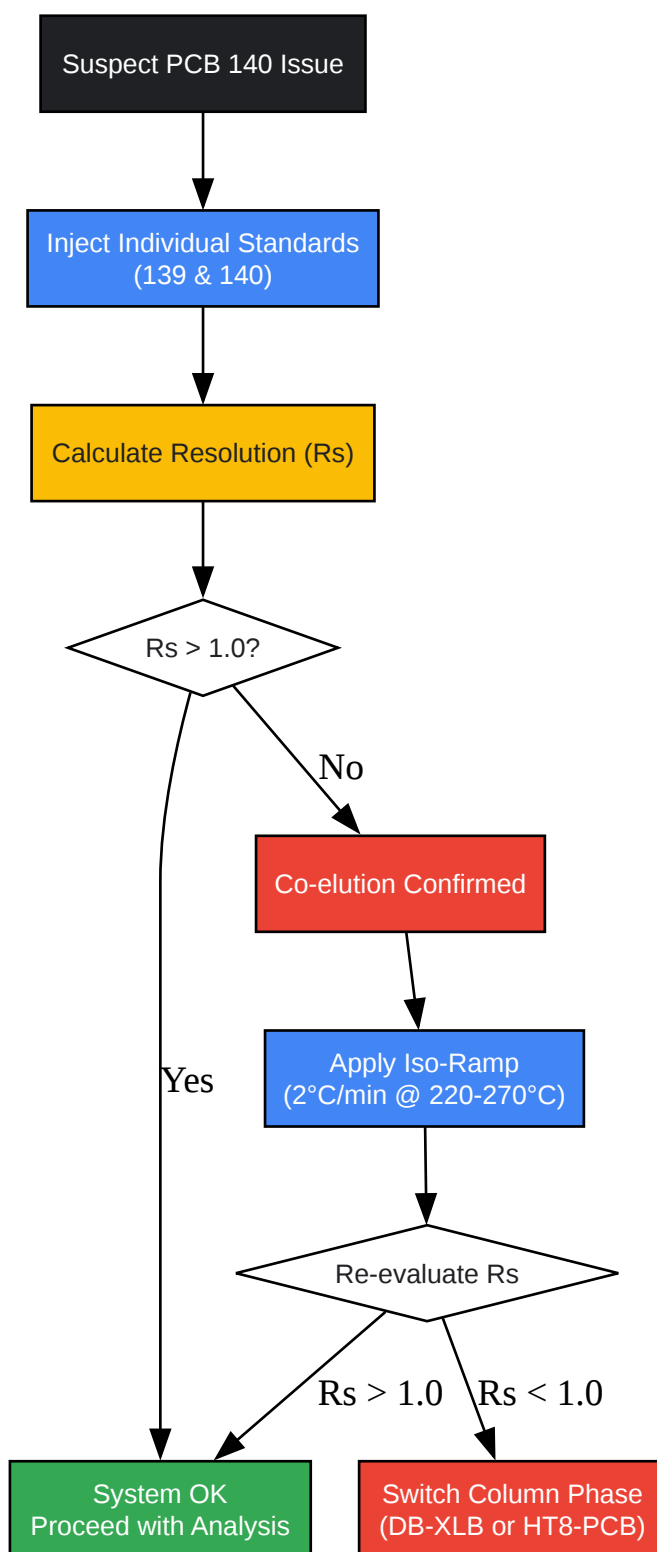 Suspect PCB 140 Issue
Inject Individual Standards
(139 & 140)
Calculate Resolution (Rs)
Rs > 1.0?
No
Co-elution Confirmed
Yes
Apply Iso-Ramp
(2°C/min @ 220-270°C)
Re-evaluate Rs
Rs > 1.0
Rs < 1.0
System OK
Proceed with Analysis
Switch Column Phase
(DB-XLB or HT8-PCB)